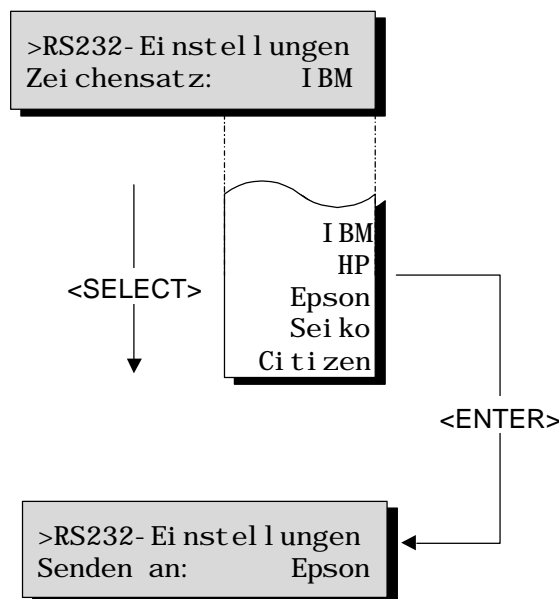 >RS232-Einstellungen
Zeichensatz: IBM
IBM
HP
<SELECT>
Epson
Seiko
Citizen
<ENTER>
>RS232-Einstellungen
Senden an: Epson